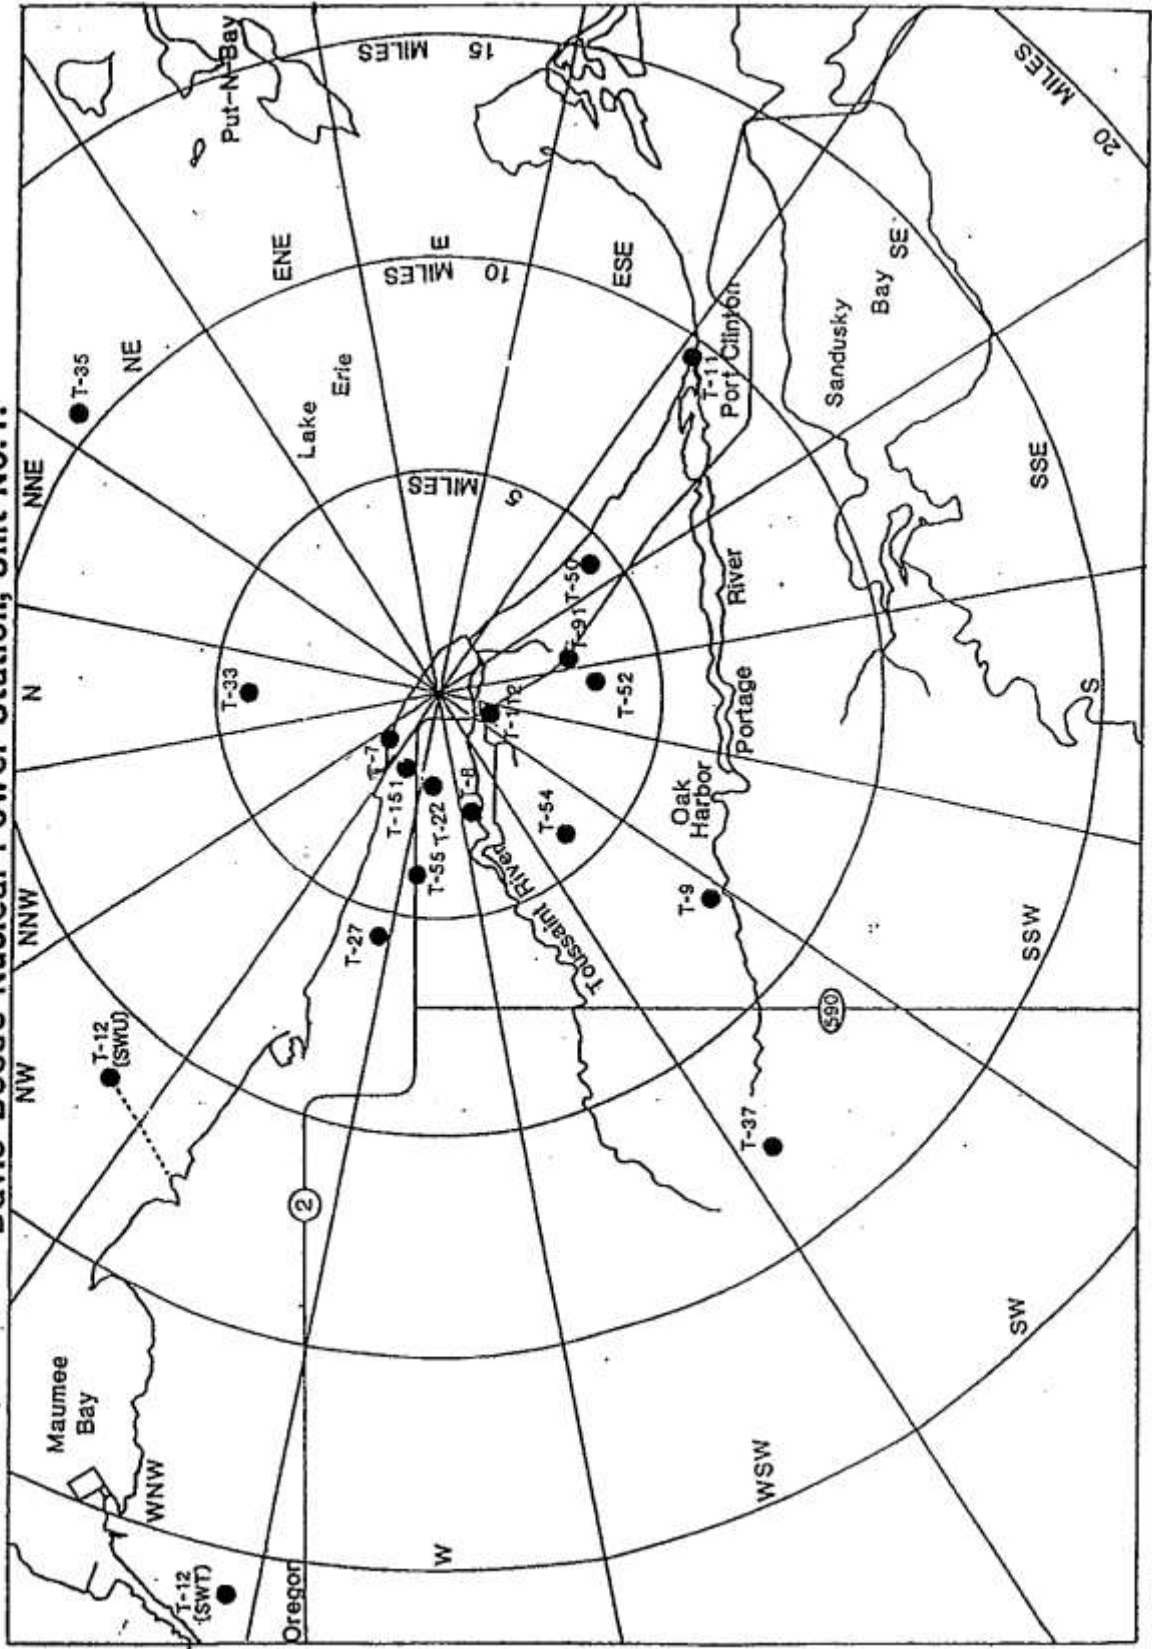 Davis-Besse Nuclear Power Station, Unit No. 1.
NW
NNW
N
NNE
NE
ENE
E
ESE
SE
SSE
S
SSW
SW
WSW
W
WNW
Maumee
Bay
T-12
(SWU)
T-12
(SWT)
Oregon
2
T-27
T-55
T-22
T-151
T-7
T-8
T-33
T-35
Lake
Erie
Put-N-Bay
MILES
5
MILES
10
MILES
15
MILES
20
T-112
T-91
T-50
T-52
T-54
T-9
T-37
T-11
Port Clinton
Toussaint River
Oak
Harbor
Portage
River
Sandusky
Bay
590